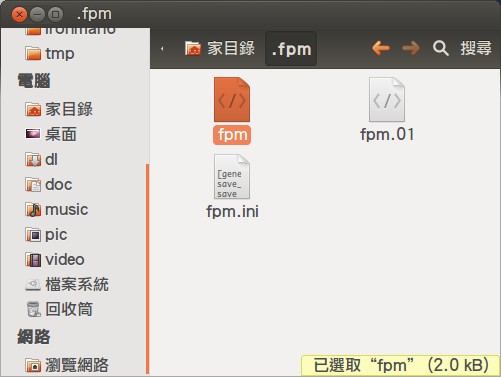 .fpm
ironmano
tmp
電腦
家目錄
桌面
dl
doc
music
pic
video
檔案系統
回收筒
網路
瀏覽網路
家目錄
.fpm
搜尋
fpm
fpm.01
[gene
save_
save
fpm.ini
已選取“fpm” (2.0 kB)